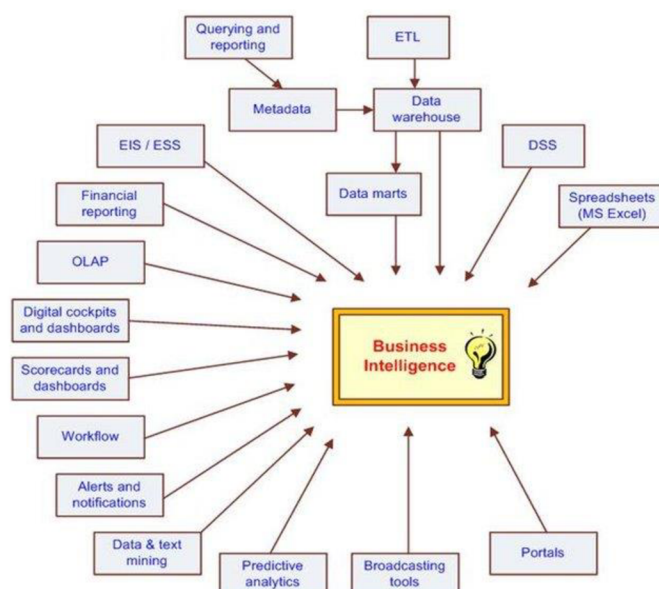 Querying and
reporting
ETL
Metadata
Data
warehouse
EIS / ESS
DSS
Data marts
Financial
reporting
Spreadsheets
(MS Excel)
OLAP
Digital cockpits
and dashboards
Business
Intelligence
Scorecards and
dashboards
Workflow
Alerts and
notifications
Data & text
mining
Predictive
analytics
Broadcasting
tools
Portals